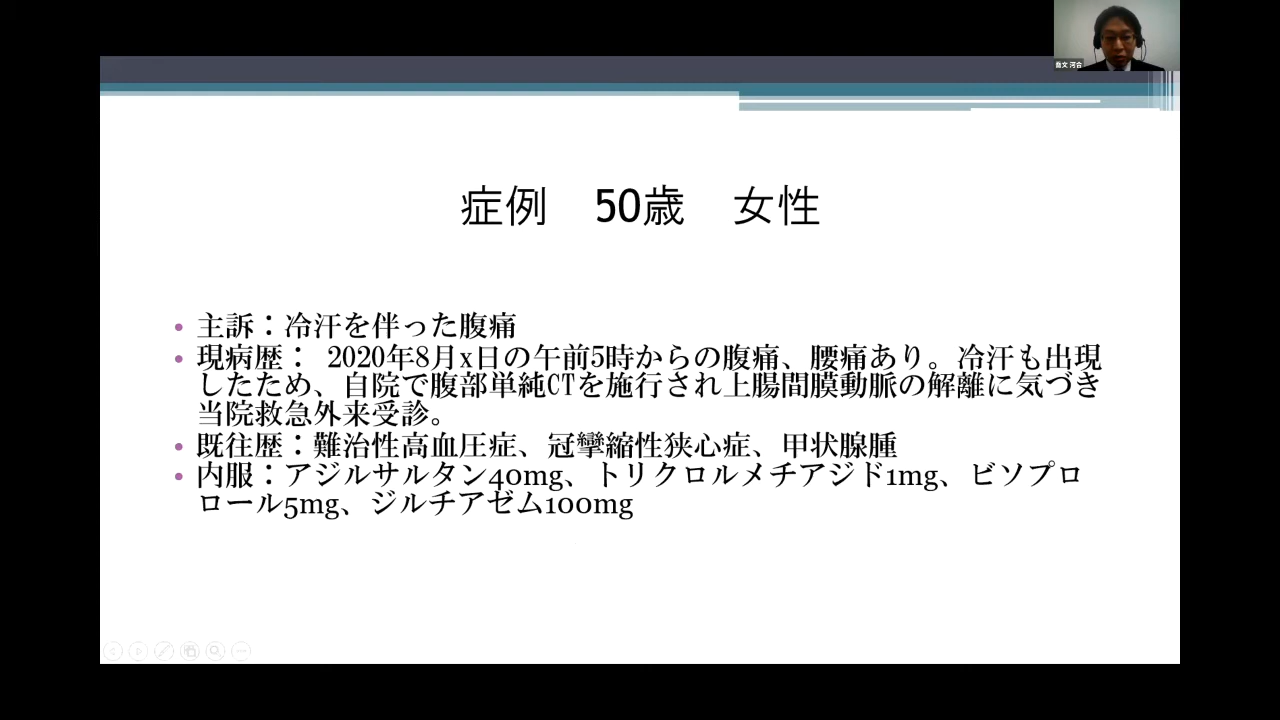 喬文 河合
症例　50歳　女性
• 主訴：冷汗を伴った腹痛
• 現病歴： 2020年8月x日の午前5時からの腹痛、腰痛あり。冷汗も出現
したため、自院で腹部単純CTを施行され上腸間膜動脈の解離に気づき
当院救急外来受診。
• 既往歴：難治性高血圧症、冠攣縮性狭心症、甲状腺腫
• 内服：アジルサルタン40mg、トリクロルメチアジド1mg、ビソプロ
ロール5mg、ジルチアゼム100mg